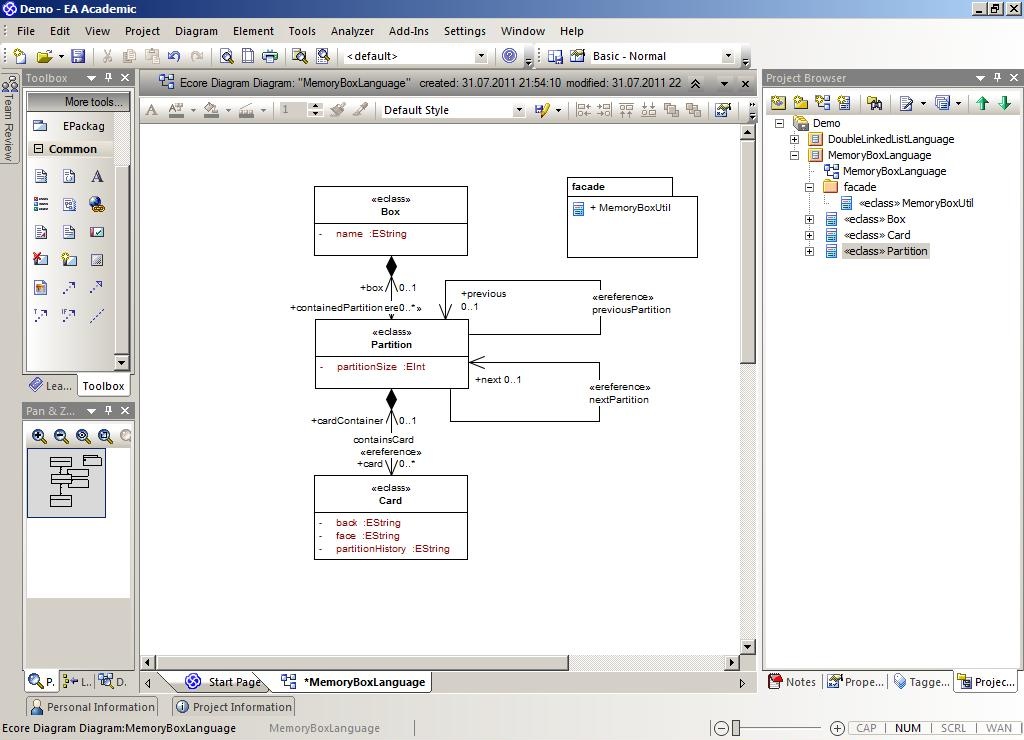 Demo - EA Academic
File Edit View Project Diagram Element Tools Analyzer Add-Ins Settings Window Help
<default>
Basic - Normal
Team Review
Toolbox
More tools...
EPackag
Common
A
Lea...
Toolbox
Pan & Z...
P.
L..
D.
Ecore Diagram Diagram: "MemoryBoxLanguage" created: 31.07.2011 21:54:10 modified: 31.07.2011 22
A
1
Default Style
«eclass»
Box
- name :EString
facade
+ MemoryBoxUtil
+box
0..1
+containedPartition
0..*
«eclass»
Partition
- partitionSize :EInt
+previous
0..1
«ereference»
previousPartition
+next 0..1
«ereference»
nextPartition
+cardContainer
0..1
containsCard
«ereference»
+card
0..*
«eclass»
Card
- back :EString
- face :EString
- partitionHistory :EString
Start Page
*MemoryBoxLanguage
Project Browser
Demo
DoubleLinkedListLanguage
MemoryBoxLanguage
MemoryBoxLanguage
facade
«eclass» MemoryBoxUtil
«eclass» Box
«eclass» Card
«eclass» Partition
Notes
Prope...
Tagge...
Projec...
Personal Information
Project Information
Ecore Diagram Diagram:MemoryBoxLanguage
MemoryBoxLanguage
CAP NUM SCRL WAN